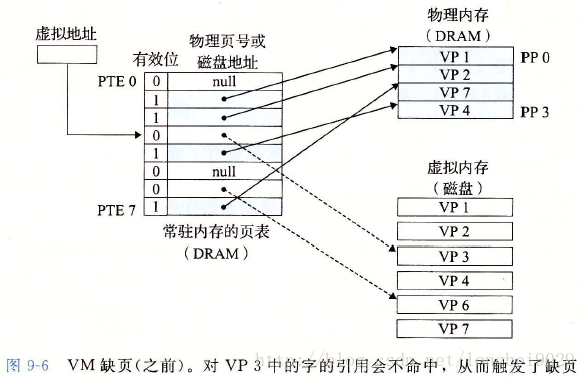 虚拟地址
有效位
物理页号或
磁盘地址
PTE 0
0
null
1
1
0
1
0
null
0
PTE 7
1
常驻内存的页表
（DRAM）
物理内存
（DRAM）
VP 1
PP 0
VP 2
VP 7
VP 4
PP 3
虚拟内存
（磁盘）
VP 1
VP 2
VP 3
VP 4
VP 6
VP 7
图 9-6 VM 缺页(之前)。对 VP 3 中的字的引用会不命中，从而触发了缺页